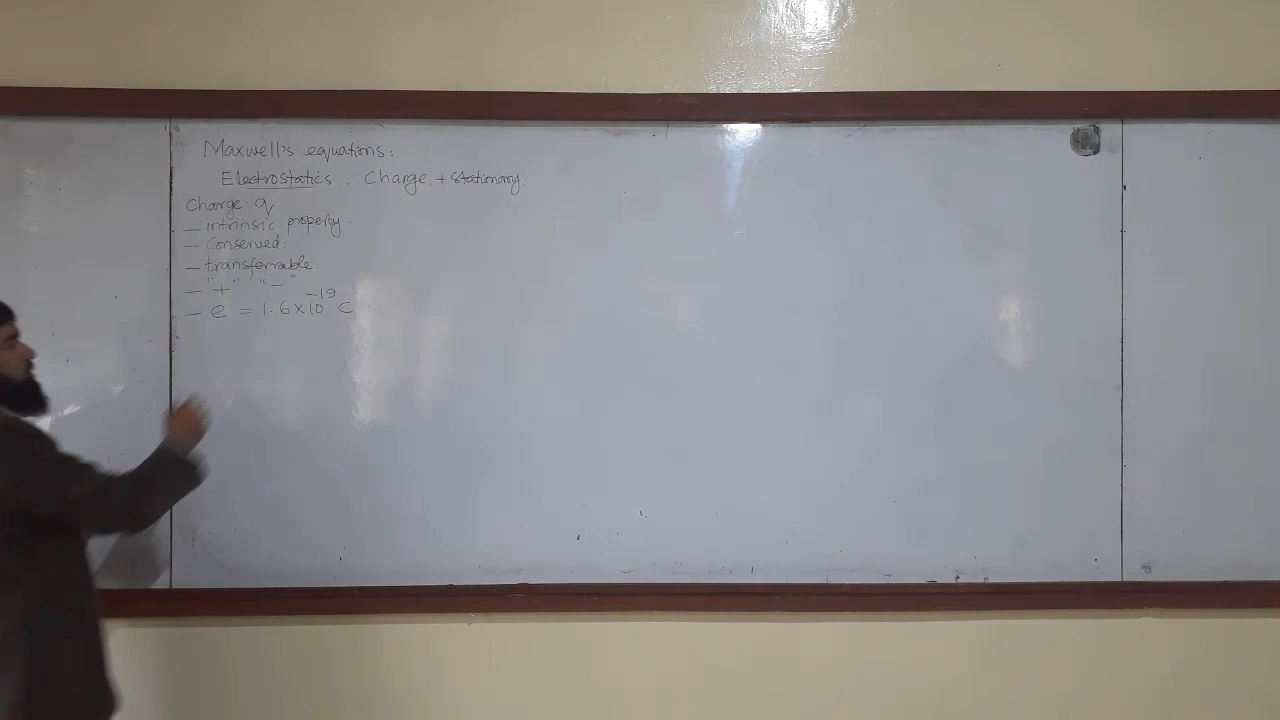 Maxwell's equations:
Electrostatics. Charge + stationary.
Charge: q
— intrinsic property.
— Conserved.
— transferrable.
— "+" "−"
— e = 1.6×10⁻¹⁹ C